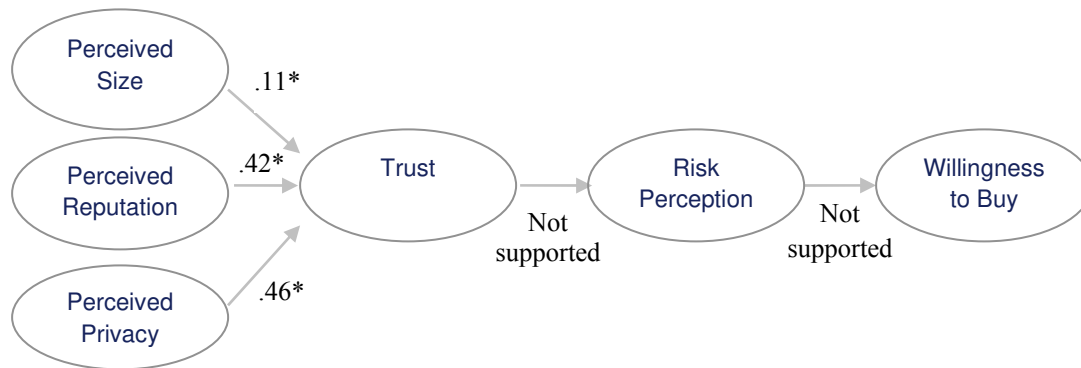 Perceived
Size
.11*
Perceived
Reputation
.42*
Trust
Risk
Perception
Willingness
to Buy
Not
supported
Not
supported
Perceived
Privacy
.46*